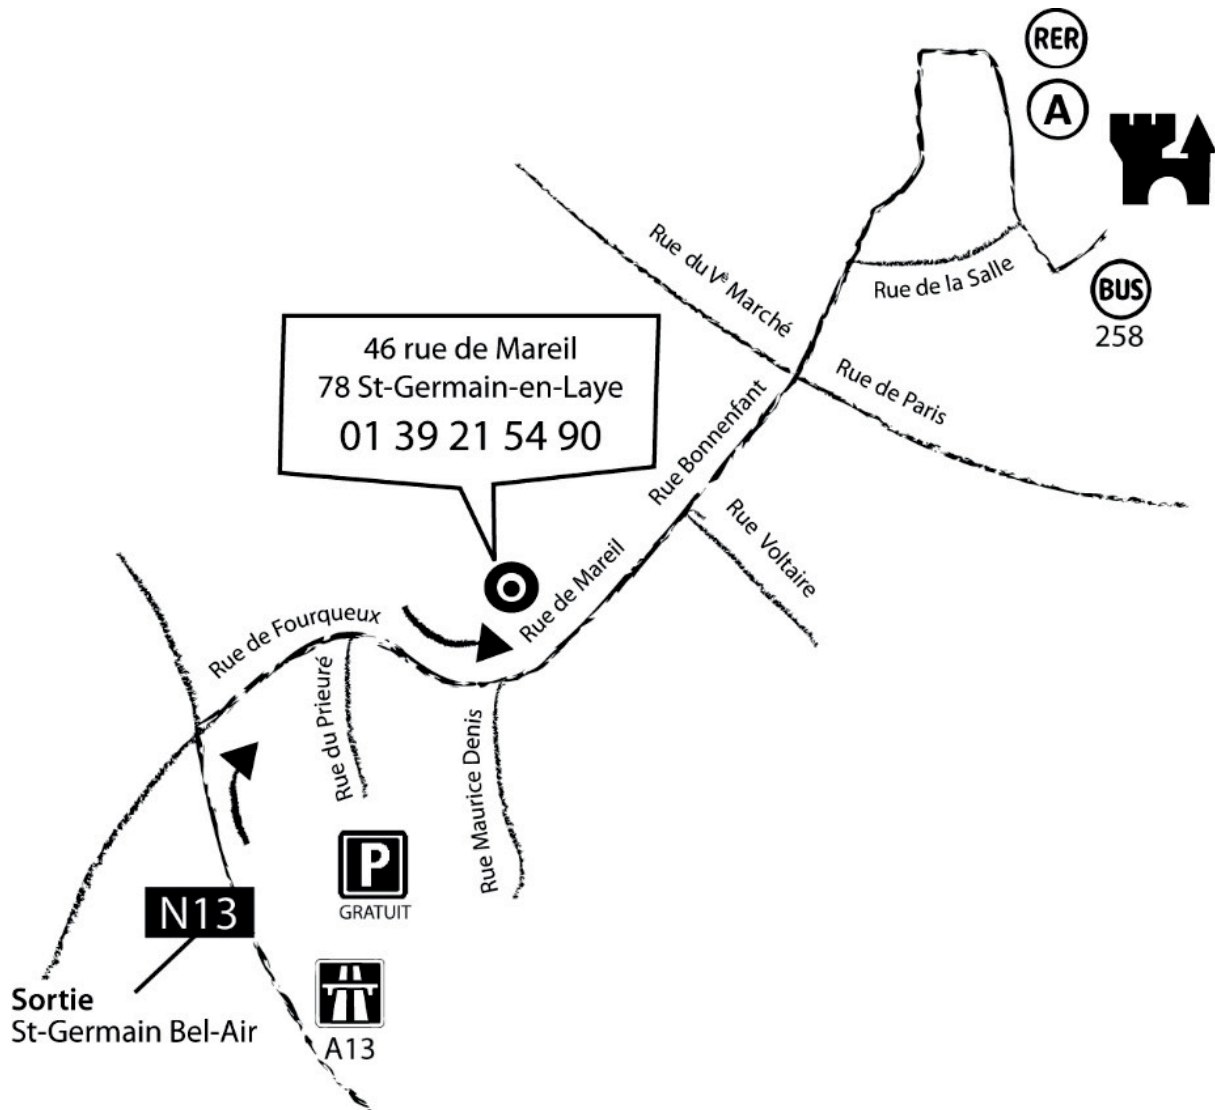 RER
A
Rue du Vᵉ Marché
Rue de la Salle
BUS
258
46 rue de Mareil
78 St-Germain-en-Laye
01 39 21 54 90
Rue de Paris
Rue Bonnenfant
Rue Voltaire
Rue de Mareil
Rue de Fourqueux
Rue du Prieuré
Rue Maurice Denis
P
GRATUIT
N13
Sortie
St-Germain Bel-Air
A13